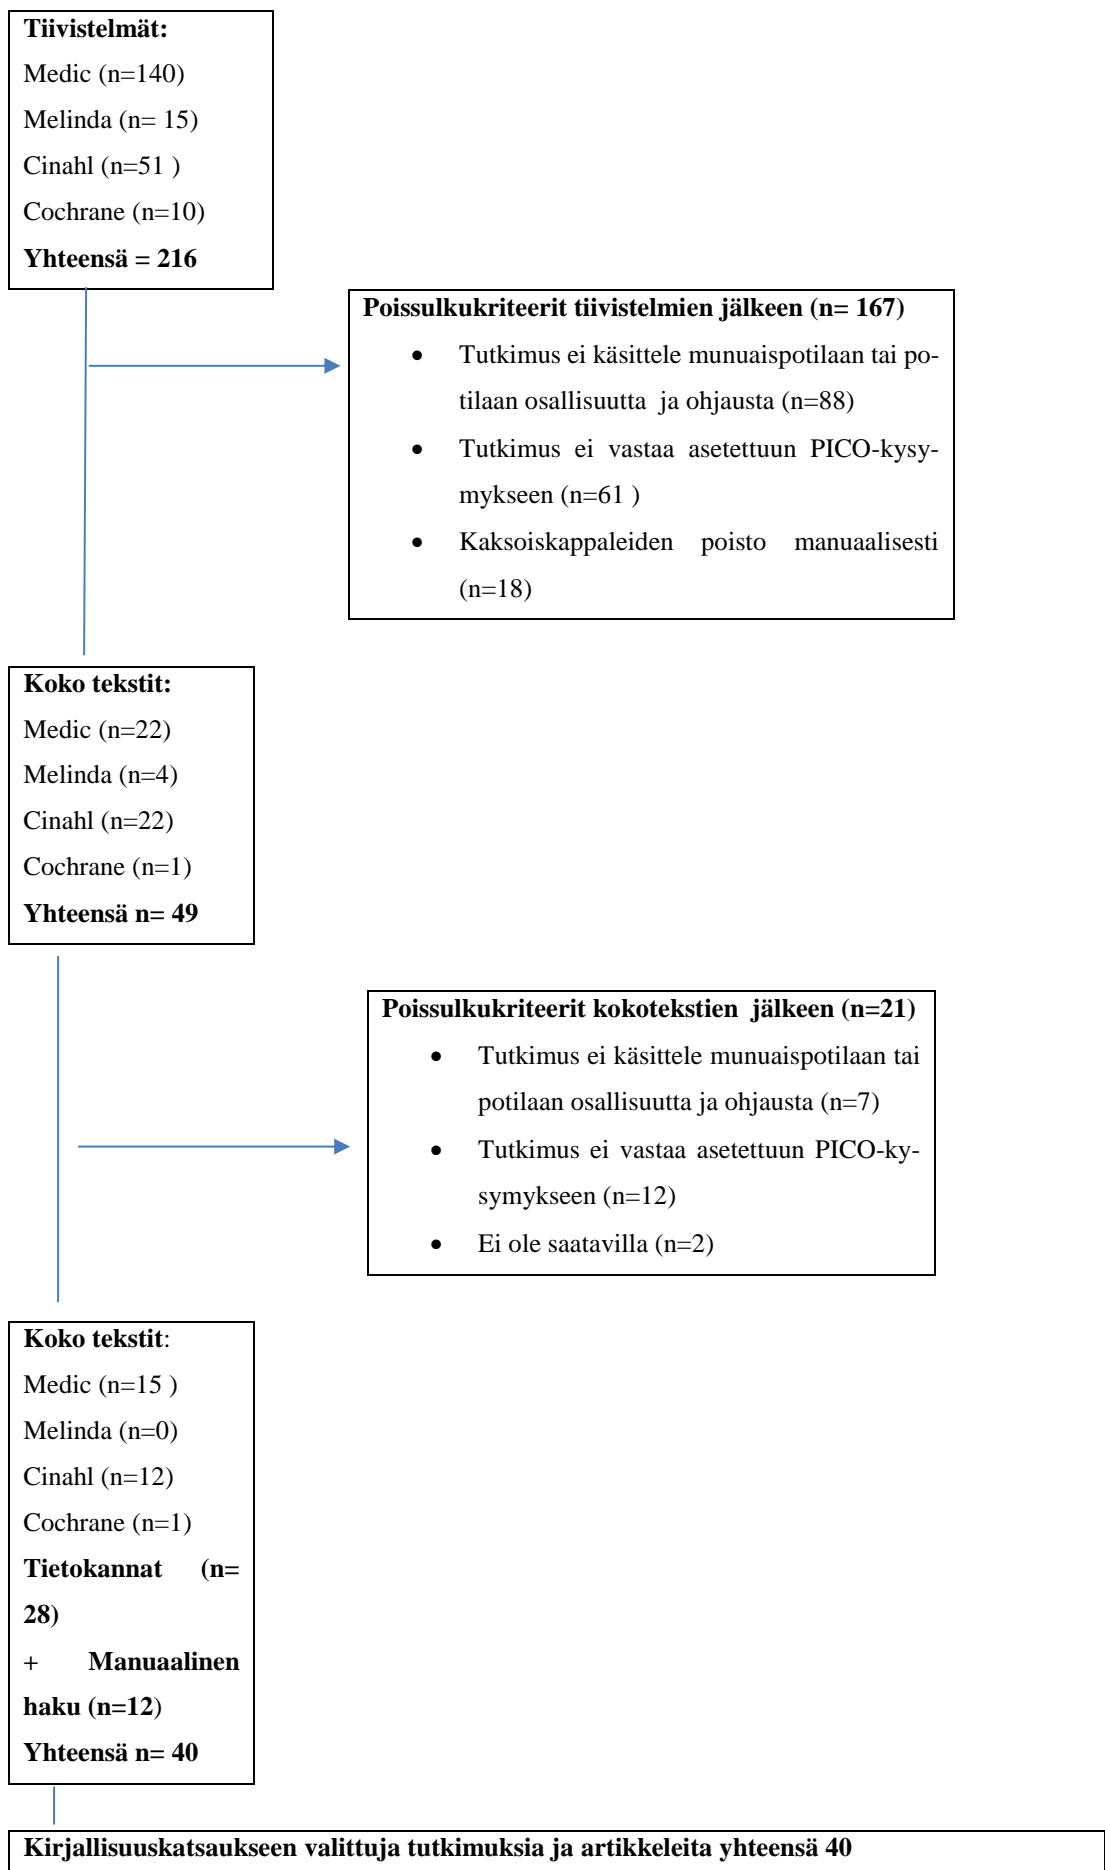 Tiivistelmät:
Medic (n=140)
Melinda (n= 15)
Cinahl (n=51 )
Cochrane (n=10)
Yhteensä = 216
Poissulkukriteerit tiivistelmien jälkeen (n= 167)
• Tutkimus ei käsittele munuaispotilaan tai po-
tilaan osallisuutta ja ohjausta (n=88)
• Tutkimus ei vastaa asetettuun PICO-kysy-
mykseen (n=61 )
• Kaksoiskappaleiden poisto manuaalisesti
(n=18)
Koko tekstit:
Medic (n=22)
Melinda (n=4)
Cinahl (n=22)
Cochrane (n=1)
Yhteensä n= 49
Poissulkukriteerit kokotekstien jälkeen (n=21)
• Tutkimus ei käsittele munuaispotilaan tai
potilaan osallisuutta ja ohjausta (n=7)
• Tutkimus ei vastaa asetettuun PICO-ky-
symykseen (n=12)
• Ei ole saatavilla (n=2)
Koko tekstit:
Medic (n=15 )
Melinda (n=0)
Cinahl (n=12)
Cochrane (n=1)
Tietokannat (n=
28)
+ Manuaalinen
haku (n=12)
Yhteensä n= 40
Kirjallisuuskatsaukseen valittuja tutkimuksia ja artikkeleita yhteensä 40